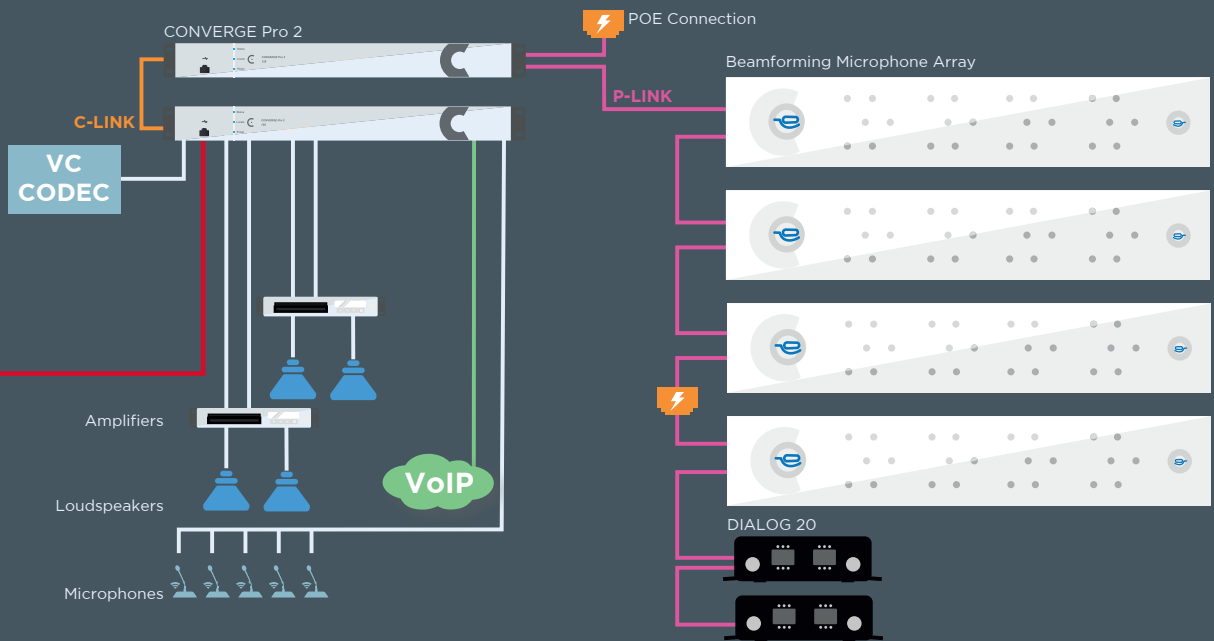 POE Connection
CONVERGE Pro 2
Beamforming Microphone Array
P-LINK
C-LINK
VC
CODEC
Amplifiers
VoIP
Loudspeakers
DIALOG 20
Microphones